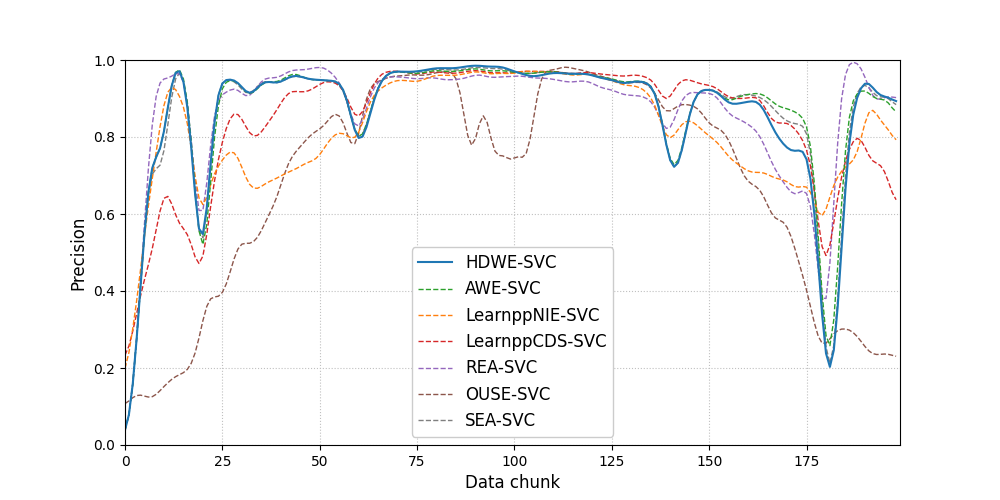 1.0
0.8
0.6
0.4
0.2
0.0
Precision
0
25
50
75
100
125
150
175
Data chunk
HDWE-SVC
AWE-SVC
LearnppNIE-SVC
LearnppCDS-SVC
REA-SVC
OUSE-SVC
SEA-SVC